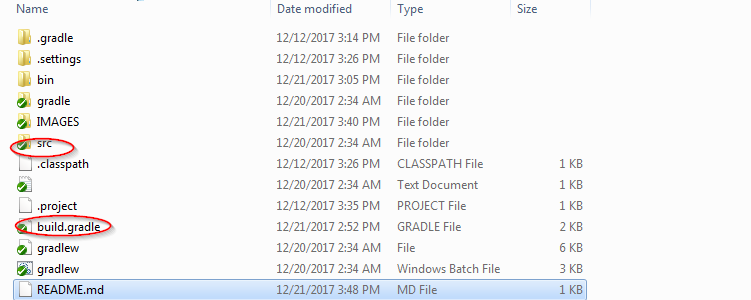 Name Date modified Type Size
.gradle 12/12/2017 3:14 PM File folder
.settings 12/12/2017 3:26 PM File folder
bin 12/21/2017 3:05 PM File folder
gradle 12/20/2017 2:34 AM File folder
IMAGES 12/21/2017 3:40 PM File folder
src 12/20/2017 2:34 AM File folder
.classpath 12/12/2017 3:26 PM CLASSPATH File 1 KB
12/20/2017 2:34 AM Text Document 1 KB
.project 12/12/2017 3:35 PM PROJECT File 1 KB
build.gradle 12/21/2017 2:52 PM GRADLE File 2 KB
gradlew 12/20/2017 2:34 AM File 6 KB
gradlew 12/20/2017 2:34 AM Windows Batch File 3 KB
README.md 12/21/2017 3:48 PM MD File 1 KB